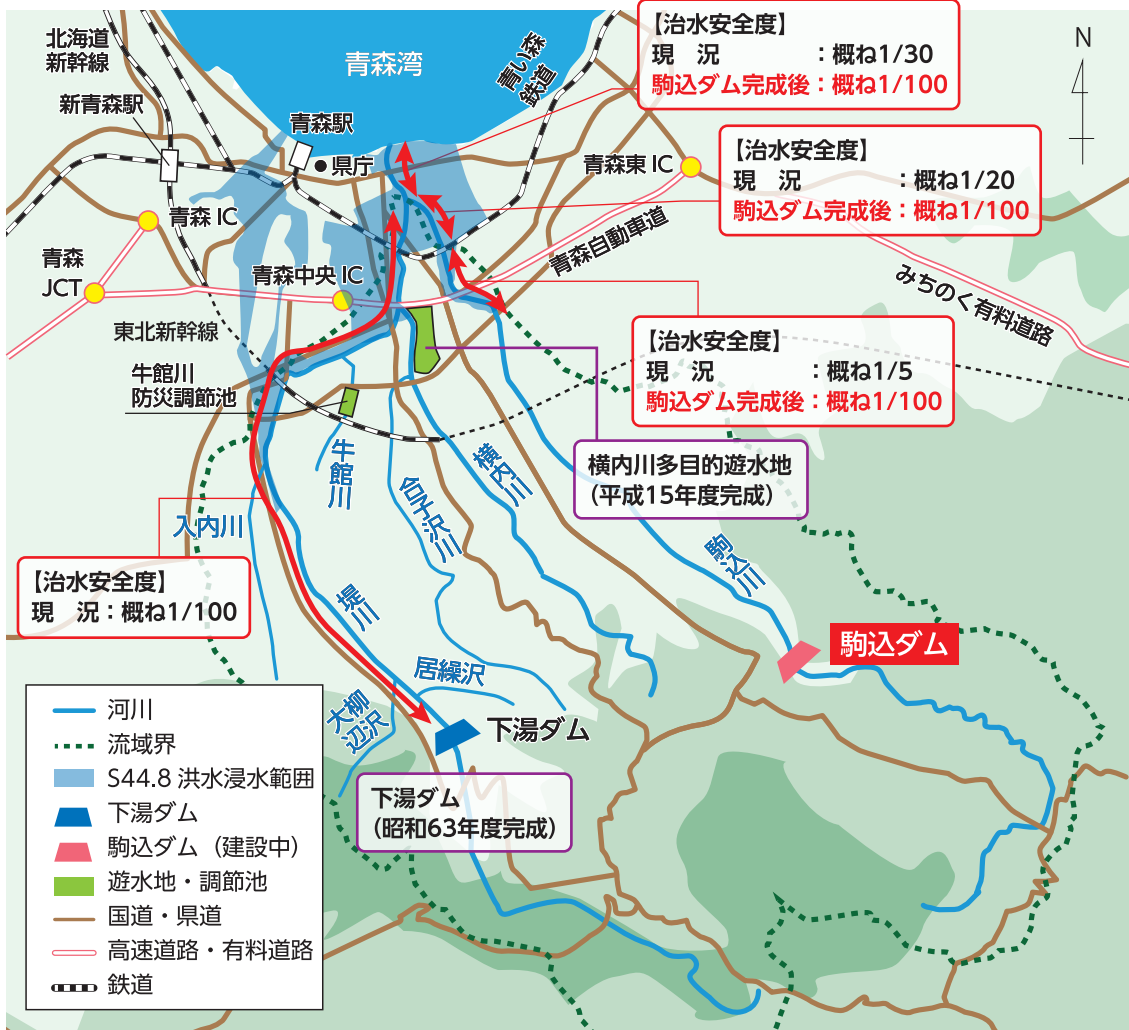 【治水安全度】
現　況　　　：概ね1/30
駒込ダム完成後：概ね1/100
N
北海道
新幹線
青森湾
青い森
鉄道
新青森駅
青森駅
県庁
青森東 IC
【治水安全度】
現　況　　　：概ね1/20
駒込ダム完成後：概ね1/100
青森 IC
青森自動車道
青森
JCT
青森中央 IC
みちのく有料道路
東北新幹線
【治水安全度】
現　況　　　：概ね1/5
駒込ダム完成後：概ね1/100
牛館川
防災調節池
横内川多目的遊水地
（平成15年度完成）
牛館川
合子沢川
横内川
入内川
駒込川
【治水安全度】
現　況：概ね1/100
堤川
駒込ダム
居繰沢
大柳
辺沢
下湯ダム
下湯ダム
（昭和63年度完成）
河川
流域界
S44.8 洪水浸水範囲
下湯ダム
駒込ダム（建設中）
遊水地・調節池
国道・県道
高速道路・有料道路
鉄道